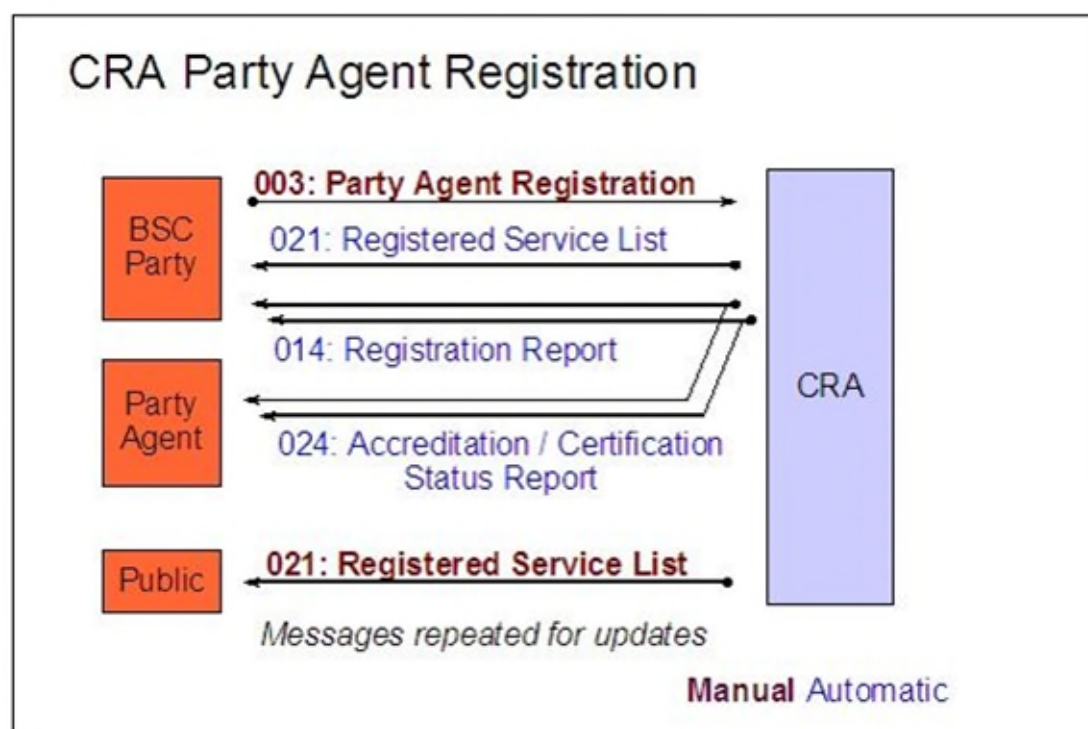 CRA Party Agent Registration
003: Party Agent Registration
BSC
Party
021: Registered Service List
014: Registration Report
CRA
Party
Agent
024: Accreditation / Certification
Status Report
Public
021: Registered Service List
Messages repeated for updates
Manual Automatic